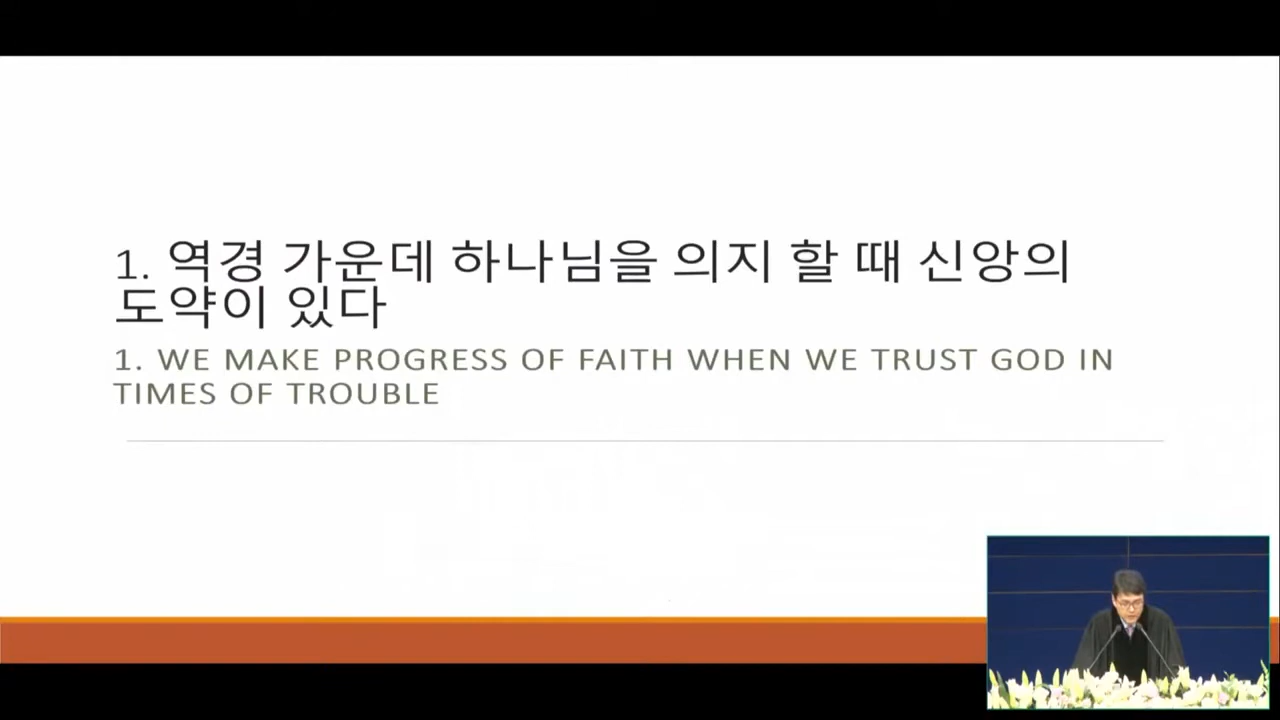 1. 역경 가운데 하나님을 의지 할 때 신앙의
도약이 있다
1. WE MAKE PROGRESS OF FAITH WHEN WE TRUST GOD IN
TIMES OF TROUBLE